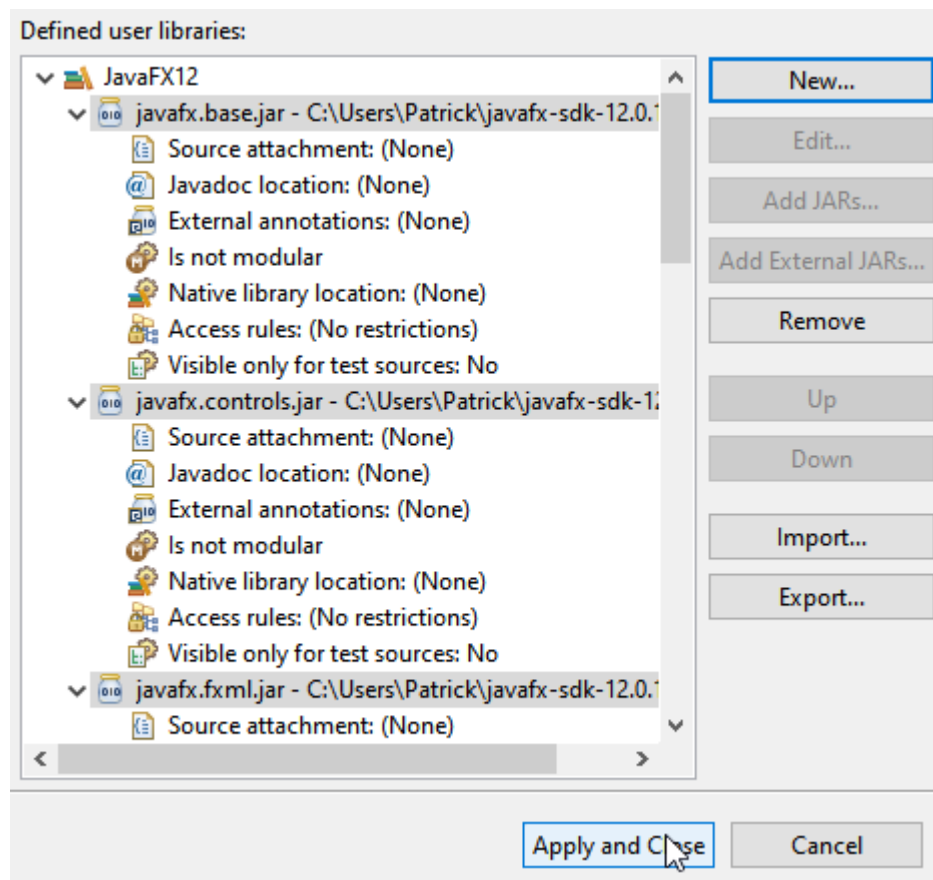 Defined user libraries:
JavaFX12
javafx.base.jar - C:\Users\Patrick\javafx-sdk-12.0.1
Source attachment: (None)
Javadoc location: (None)
External annotations: (None)
Is not modular
Native library location: (None)
Access rules: (No restrictions)
Visible only for test sources: No
javafx.controls.jar - C:\Users\Patrick\javafx-sdk-12
Source attachment: (None)
Javadoc location: (None)
External annotations: (None)
Is not modular
Native library location: (None)
Access rules: (No restrictions)
Visible only for test sources: No
javafx.fxml.jar - C:\Users\Patrick\javafx-sdk-12.0.1
Source attachment: (None)
New...
Edit...
Add JARs...
Add External JARs...
Remove
Up
Down
Import...
Export...
Apply and Close
Cancel